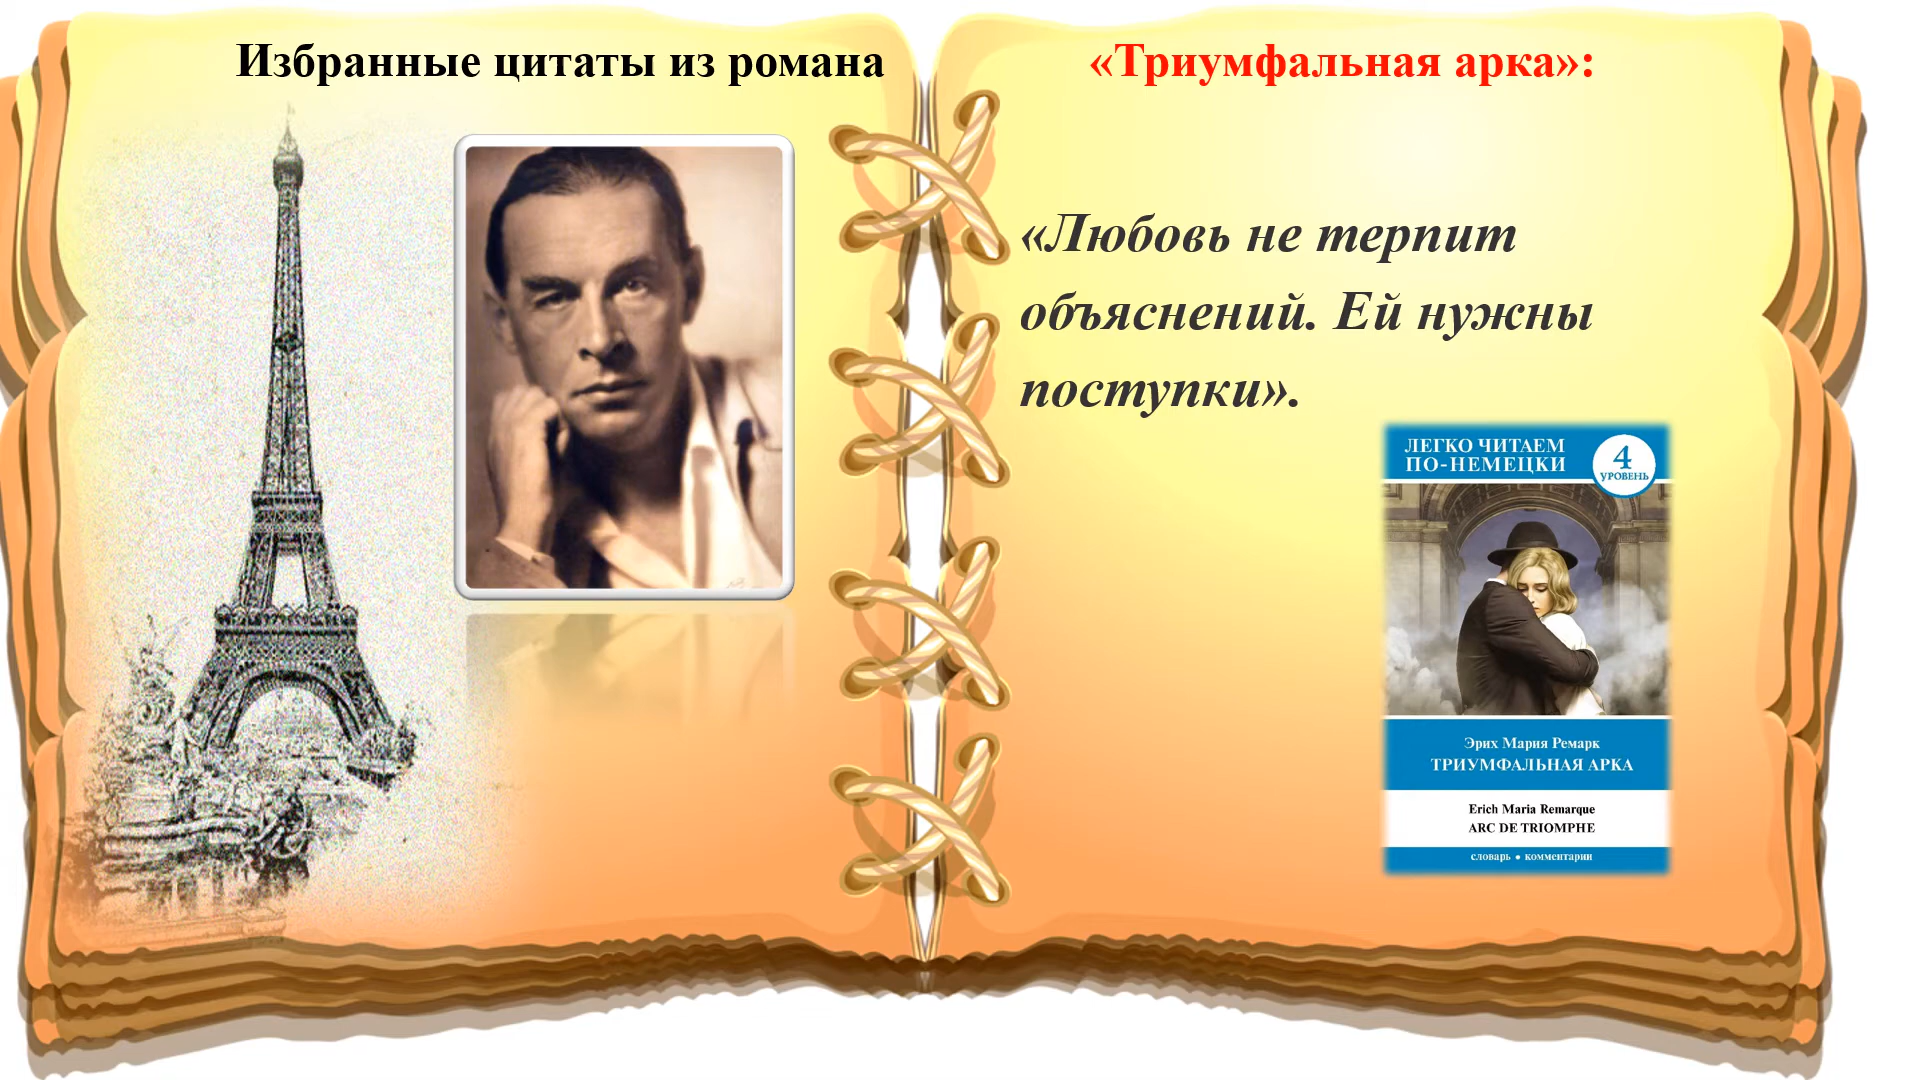 Избранные цитаты из романа «Триумфальная арка»:
«Любовь не терпит
объяснений. Ей нужны
поступки».
ЛЕГКО ЧИТАЕМ
ПО-НЕМЕЦКИ
4
УРОВЕНЬ
Эрих Мария Ремарк
ТРИУМФАЛЬНАЯ АРКА
Erich Maria Remarque
ARC DE TRIOMPHE
словарь • комментарии